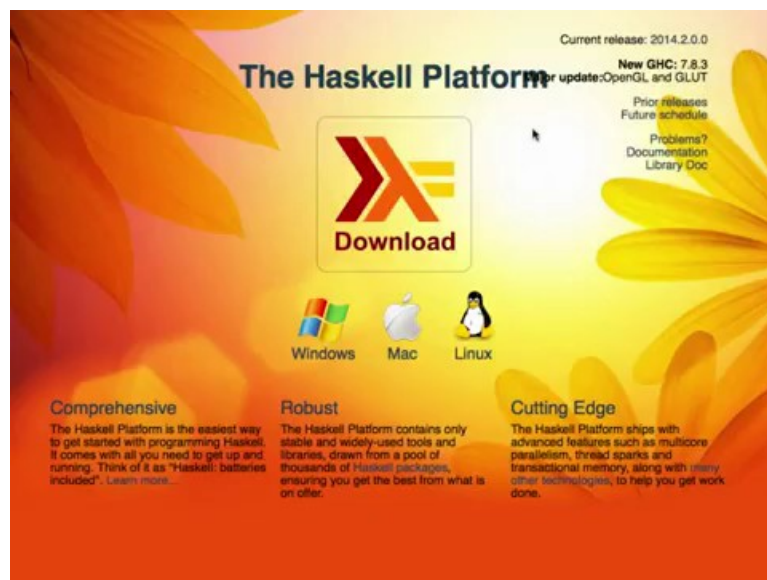 Current release: 2014.2.0.0
The Haskell Platform
New GHC: 7.8.3
update:OpenGL and GLUT
Prior releases
Future schedule
Problems?
Documentation
Library Doc
Download
Windows
Mac
Linux
Comprehensive
The Haskell Platform is the easiest way
to get started with programming Haskell.
It comes with all you need to get up and
running. Think of it as "Haskell: batteries
included". Learn more...
Robust
The Haskell Platform contains only
stable and widely-used tools and
libraries, drawn from a pool of
thousands of Haskell packages,
ensuring you get the best from what is
on offer.
Cutting Edge
The Haskell Platform ships with
advanced features such as multicore
parallelism, thread sparks and
transactional memory, along with many
other technologies, to help you get work
done.